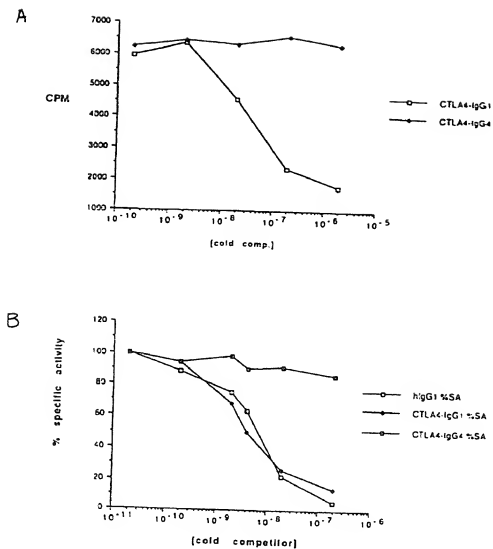 A
7000
6000
5000
4000
3000
2000
1000
CPM
10-10
10-9
10-8
10-7
10-6
10-5
[cold comp.]
CTLA4-IgG1
CTLA4-IgG4
B
120
100
80
60
40
20
0
% specific activity
10+11
10-10
10-9
10-8
10-7
10-6
[cold competitor]
hIgG1 %SA
CTLA4-IgG1 %SA
CTLA4-IgG4 %SA